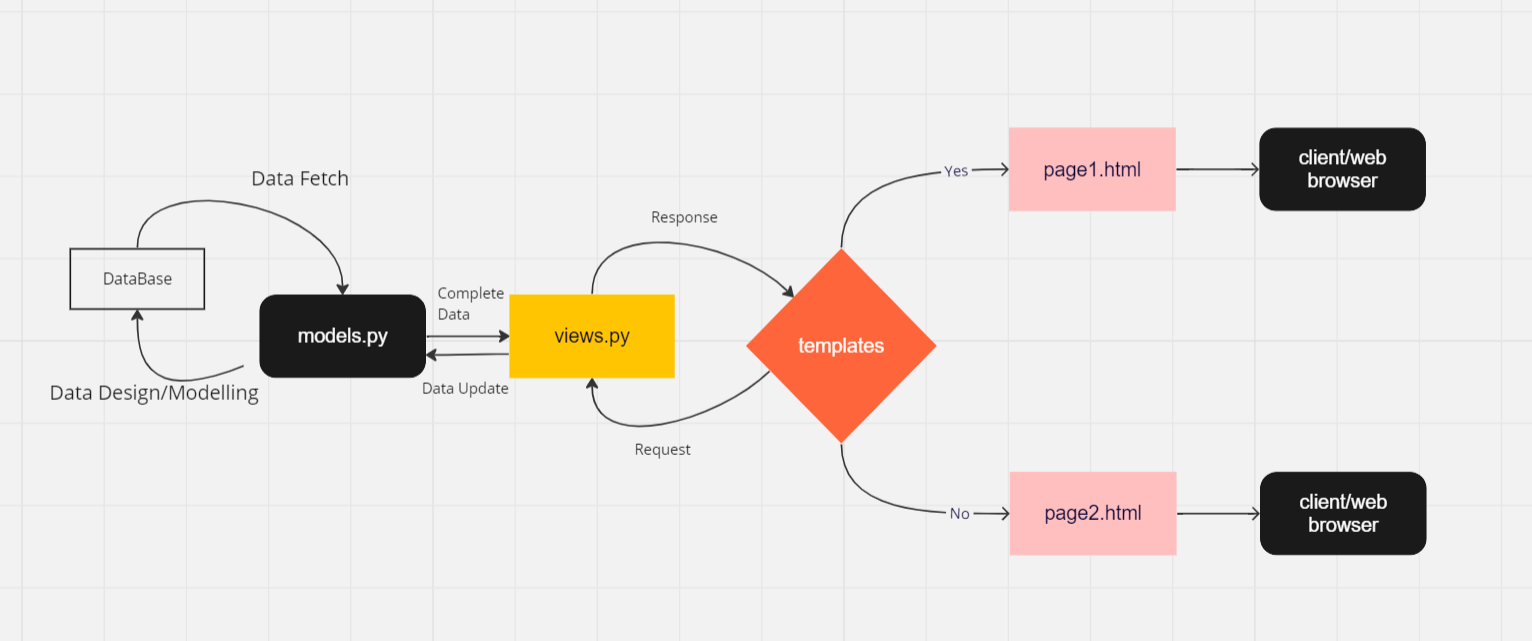 Data Fetch
DataBase
Data Design/Modelling
models.py
Complete
Data
Data Update
views.py
Response
Request
templates
Yes
page1.html
client/web
browser
No
page2.html
client/web
browser